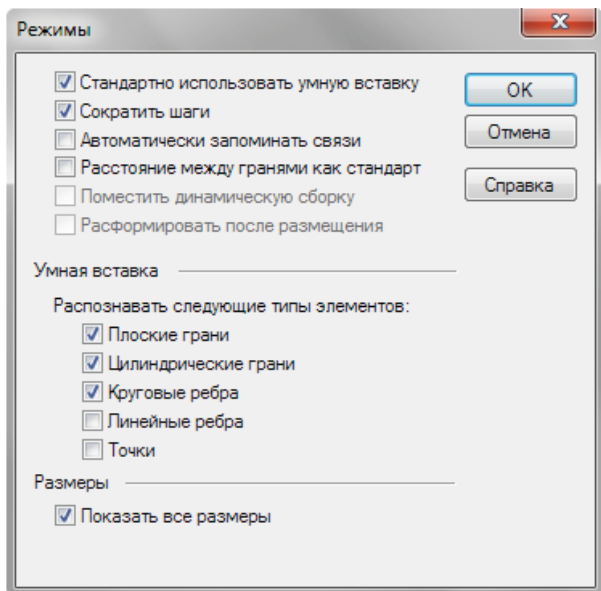 Режимы
Стандартно использовать умную вставку
Сократить шаги
Автоматически запоминать связи
Расстояние между гранями как стандарт
Поместить динамическую сборку
Расформировать после размещения
OK
Отмена
Справка
Умная вставка
Распознавать следующие типы элементов:
Плоские грани
Цилиндрические грани
Круговые ребра
Линейные ребра
Точки
Размеры
Показать все размеры